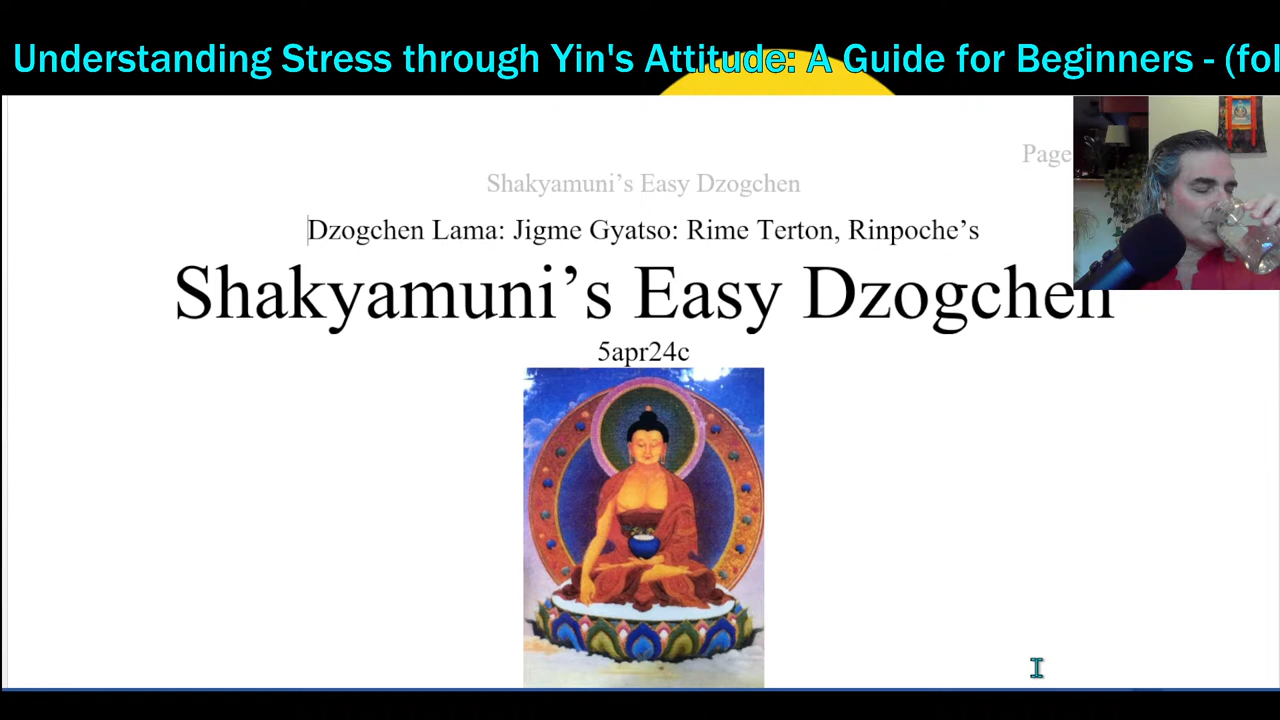 Understanding Stress through Yin's Attitude: A Guide for Beginners - (fol
Page
Shakyamuni’s Easy Dzogchen
Dzogchen Lama: Jigme Gyatso: Rime Terton, Rinpoche’s
Shakyamuni’s Easy Dzogchen
5apr24c